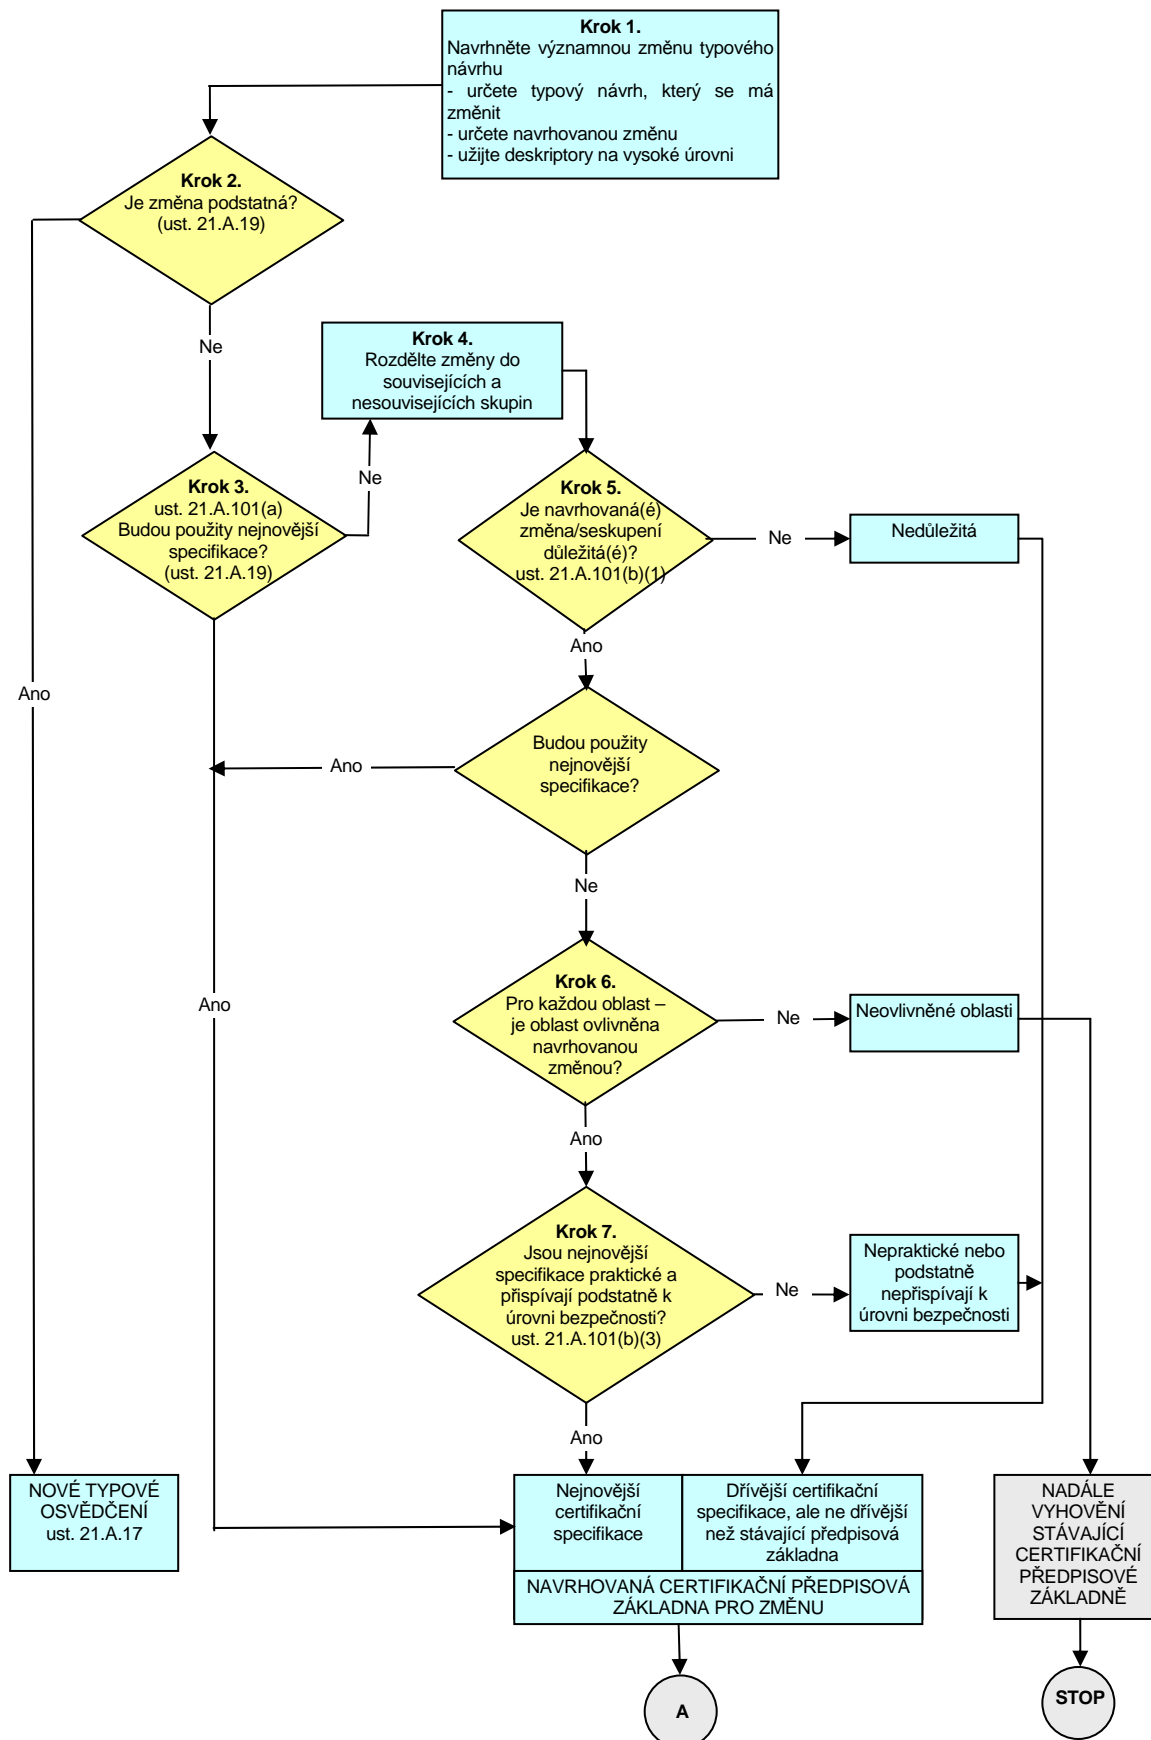 Krok 1.
Navrhněte významnou změnu typového
návrhu
- určete typový návrh, který se má
změnit
- určete navrhovanou změnu
- užijte deskriptory na vysoké úrovni
Krok 2.
Je změna podstatná?
(ust. 21.A.19)
Ne
Krok 4.
Rozdělte změny do
souvisejících a
nesouvisejících skupin
Krok 3.
ust. 21.A.101(a)
Budou použity nejnovější
specifikace?
(ust. 21.A.19)
Ne
Krok 5.
Je navrhovaná(é)
změna/seskupení
důležitá(é)?
ust. 21.A.101(b)(1)
Ne
Nedůležitá
Ano
Ano
Budou použity
nejnovější
specifikace?
Ano
Ne
Ano
Krok 6.
Pro každou oblast –
je oblast ovlivněna
navrhovanou
změnou?
Ne
Neovlivněné oblasti
Ano
Krok 7.
Jsou nejnovější
specifikace praktické a
přispívají podstatně k
úrovni bezpečnosti?
ust. 21.A.101(b)(3)
Ne
Nepraktické nebo
podstatně
nepřispívají k
úrovni bezpečnosti
Ano
NOVÉ TYPOVÉ
OSVĚDČENÍ
ust. 21.A.17
Nejnovější
certifikační
specifikace
Dřívější certifikační
specifikace, ale ne dřívější
než stávající předpisová
základna
NAVRHOVANÁ CERTIFIKAČNÍ PŘEDPISOVÁ
ZÁKLADNA PRO ZMĚNU
NADÁLE
VYHOVĚNÍ
STÁVAJÍCÍ
CERTIFIKAČNÍ
PŘEDPISOVÉ
ZÁKLADNĚ
A
STOP